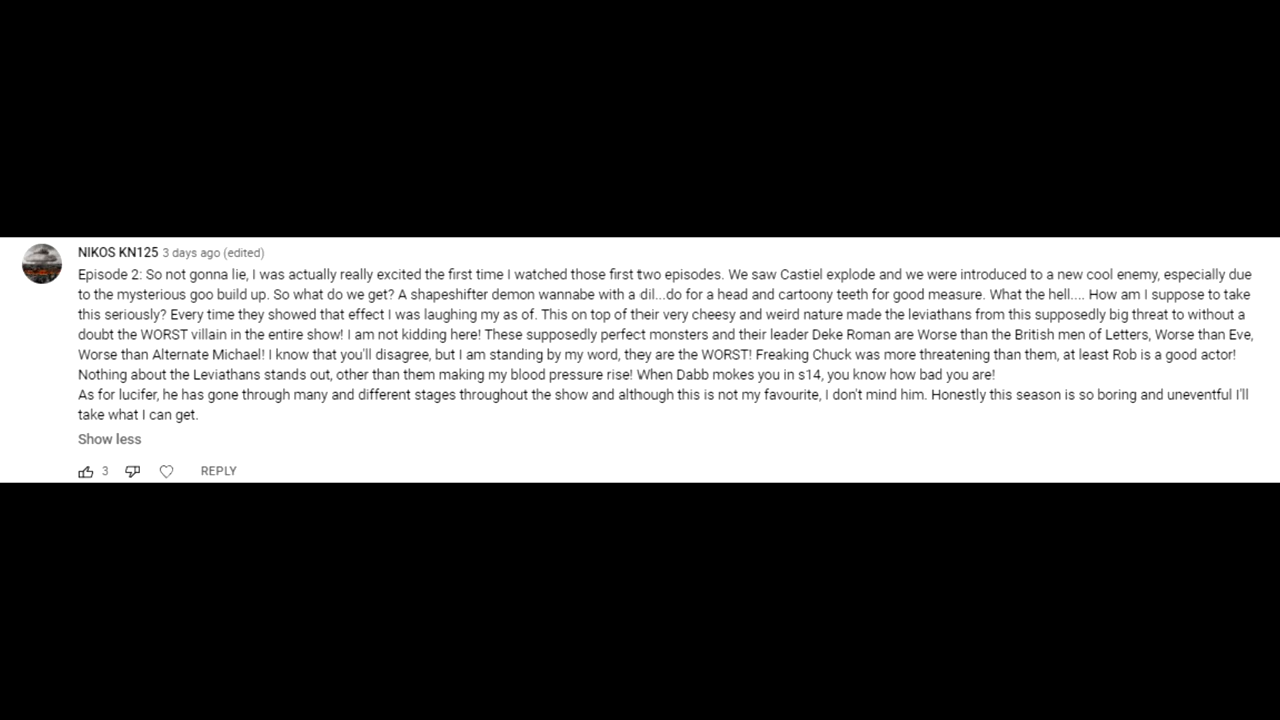 NIKOS KN125 3 days ago (edited)
Episode 2: So not gonna lie, I was actually really excited the first time I watched those first two episodes. We saw Castiel explode and we were introduced to a new cool enemy, especially due
to the mysterious goo build up. So what do we get? A shapeshifter demon wannabe with a dil...do for a head and cartoony teeth for good measure. What the hell.... How am I suppose to take
this seriously? Every time they showed that effect I was laughing my as of. This on top of their very cheesy and weird nature made the leviathans from this supposedly big threat to without a
doubt the WORST villain in the entire show! I am not kidding here! These supposedly perfect monsters and their leader Deke Roman are Worse than the British men of Letters, Worse than Eve,
Worse than Alternate Michael! I know that you'll disagree, but I am standing by my word, they are the WORST! Freaking Chuck was more threatening than them, at least Rob is a good actor!
Nothing about the Leviathans stands out, other than them making my blood pressure rise! When Dabb mokes you in s14, you know how bad you are!
As for lucifer, he has gone through many and different stages throughout the show and although this is not my favourite, I don't mind him. Honestly this season is so boring and uneventful I'll
take what I can get.
Show less
3 REPLY